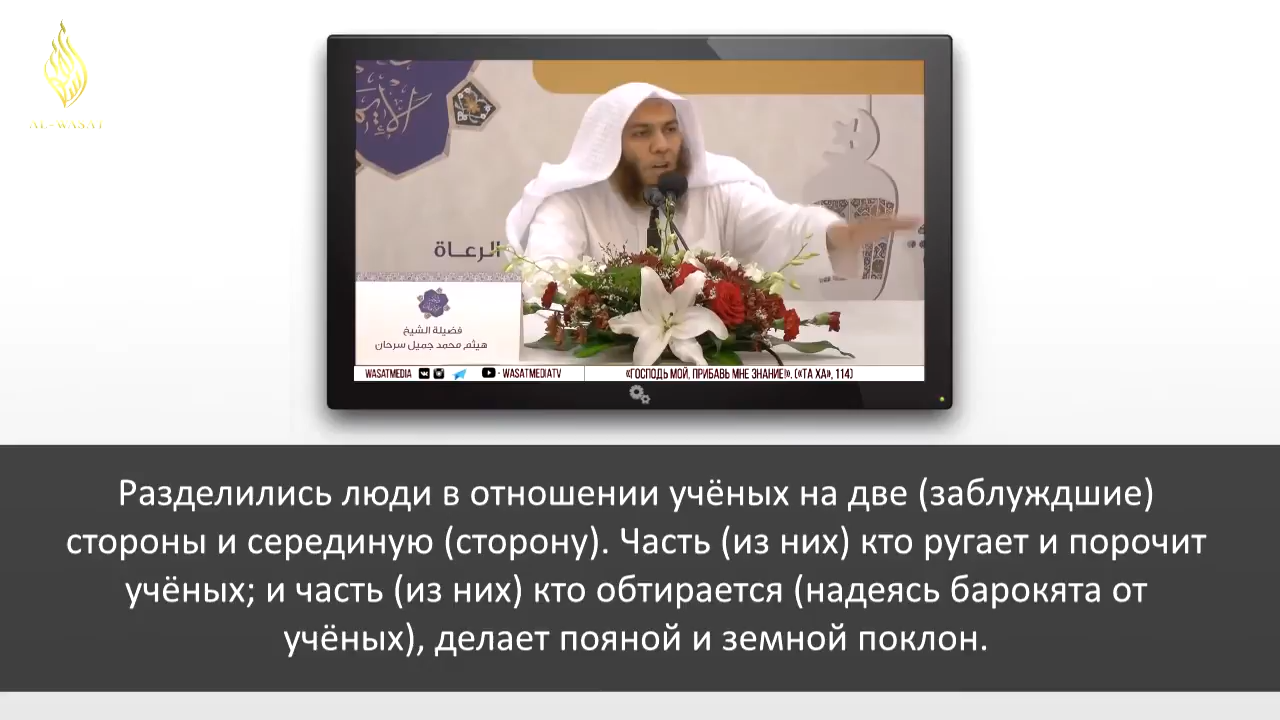 AL-WASAT
الرعاة
فضيلة الشيخ
هيثم محمد جميل سرحان
WASATMEDIA - WASATMEDIATV «ГОСПОДЬ МОЙ, ПРИБАВЬ МНЕ ЗНАНИЕ!». («ТА ХА», 114)
Разделились люди в отношении учёных на две (заблуждшие)
стороны и серединую (сторону). Часть (из них) кто ругает и порочит
учёных; и часть (из них) кто обтирается (надеясь барокята от
учёных), делает пояной и земной поклон.